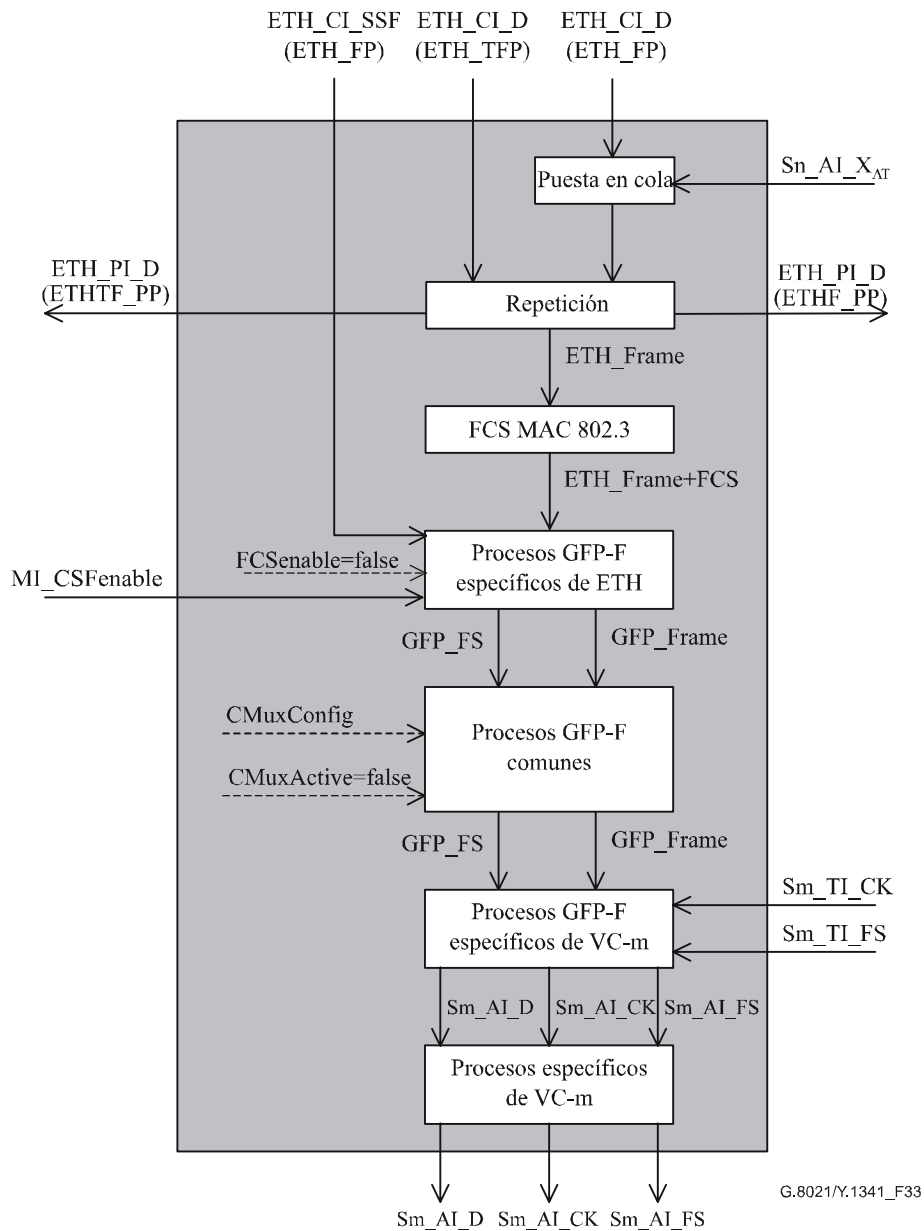 ETH_CI_SSF
(ETH_FP)
ETH_CI_D
(ETH_TFP)
ETH_CI_D
(ETH_FP)
Puesta en cola
Sn_AI_X_AT
ETH_PI_D
(ETHTF_PP)
Repetición
ETH_PI_D
(ETHF_PP)
ETH_Frame
FCS MAC 802.3
ETH_Frame+FCS
FCSenable=false
Procesos GFP-F
específicos de ETH
MI_CSFenable
GFP_FS
GFP_Frame
CMuxConfig
Procesos GFP-F
comunes
CMuxActive=false
GFP_FS
GFP_Frame
Procesos GFP-F
específicos de VC-m
Sm_TI_CK
Sm_TI_FS
Sm_AI_D
Sm_AI_CK
Sm_AI_FS
Procesos específicos
de VC-m
G.8021/Y.1341_F33
Sm_AI_D
Sm_AI_CK
Sm_AI_FS